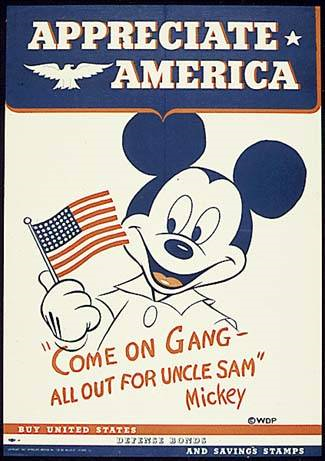 APPRECIATE
AMERICA
"COME ON GANG-
ALL OUT FOR UNCLE SAM"
Mickey
©WDP
BUY UNITED STATES
DEFENSE BONDS
AND SAVINGS STAMPS